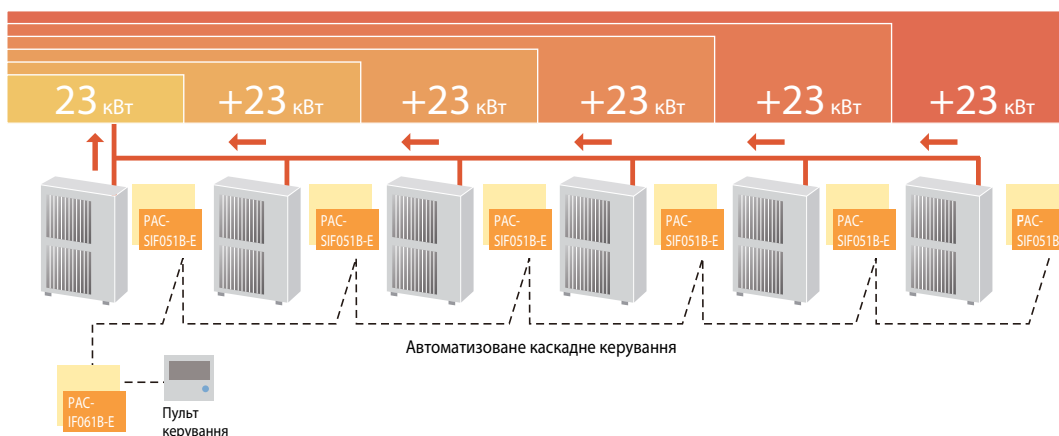 23 кВт +23 кВт +23 кВт +23 кВт +23 кВт +23 кВт
PAC-
SIF051B-E
PAC-
SIF051B-E
PAC-
SIF051B-E
PAC-
SIF051B-E
PAC-
SIF051B-E
PAC-
SIF051B
Автоматизоване каскадне керування
PAC-
IF061B-E
Пульт
керування